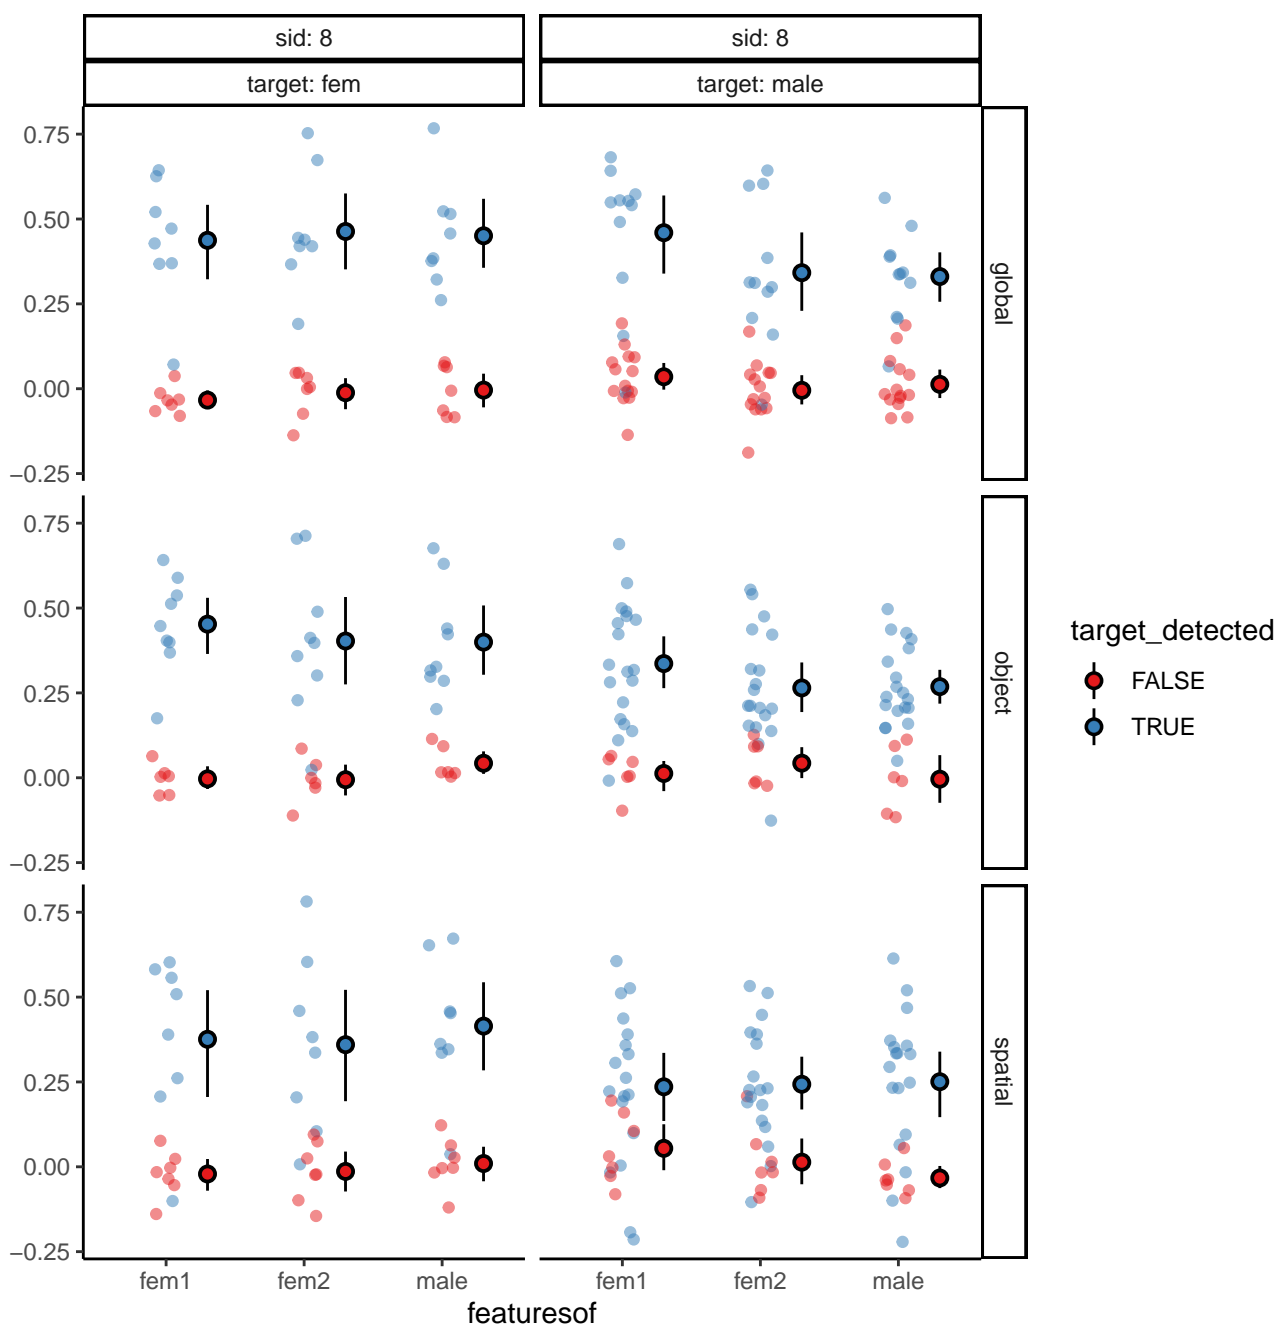 sid: 8
sid: 8
target: fem
target: male
0.75
0.50
0.25
0.00
−0.25
global
0.75
0.50
0.25
0.00
−0.25
object
0.75
0.50
0.25
0.00
−0.25
spatial
fem1
fem2
male
fem1
fem2
male
featuresof
target_detected
FALSE
TRUE